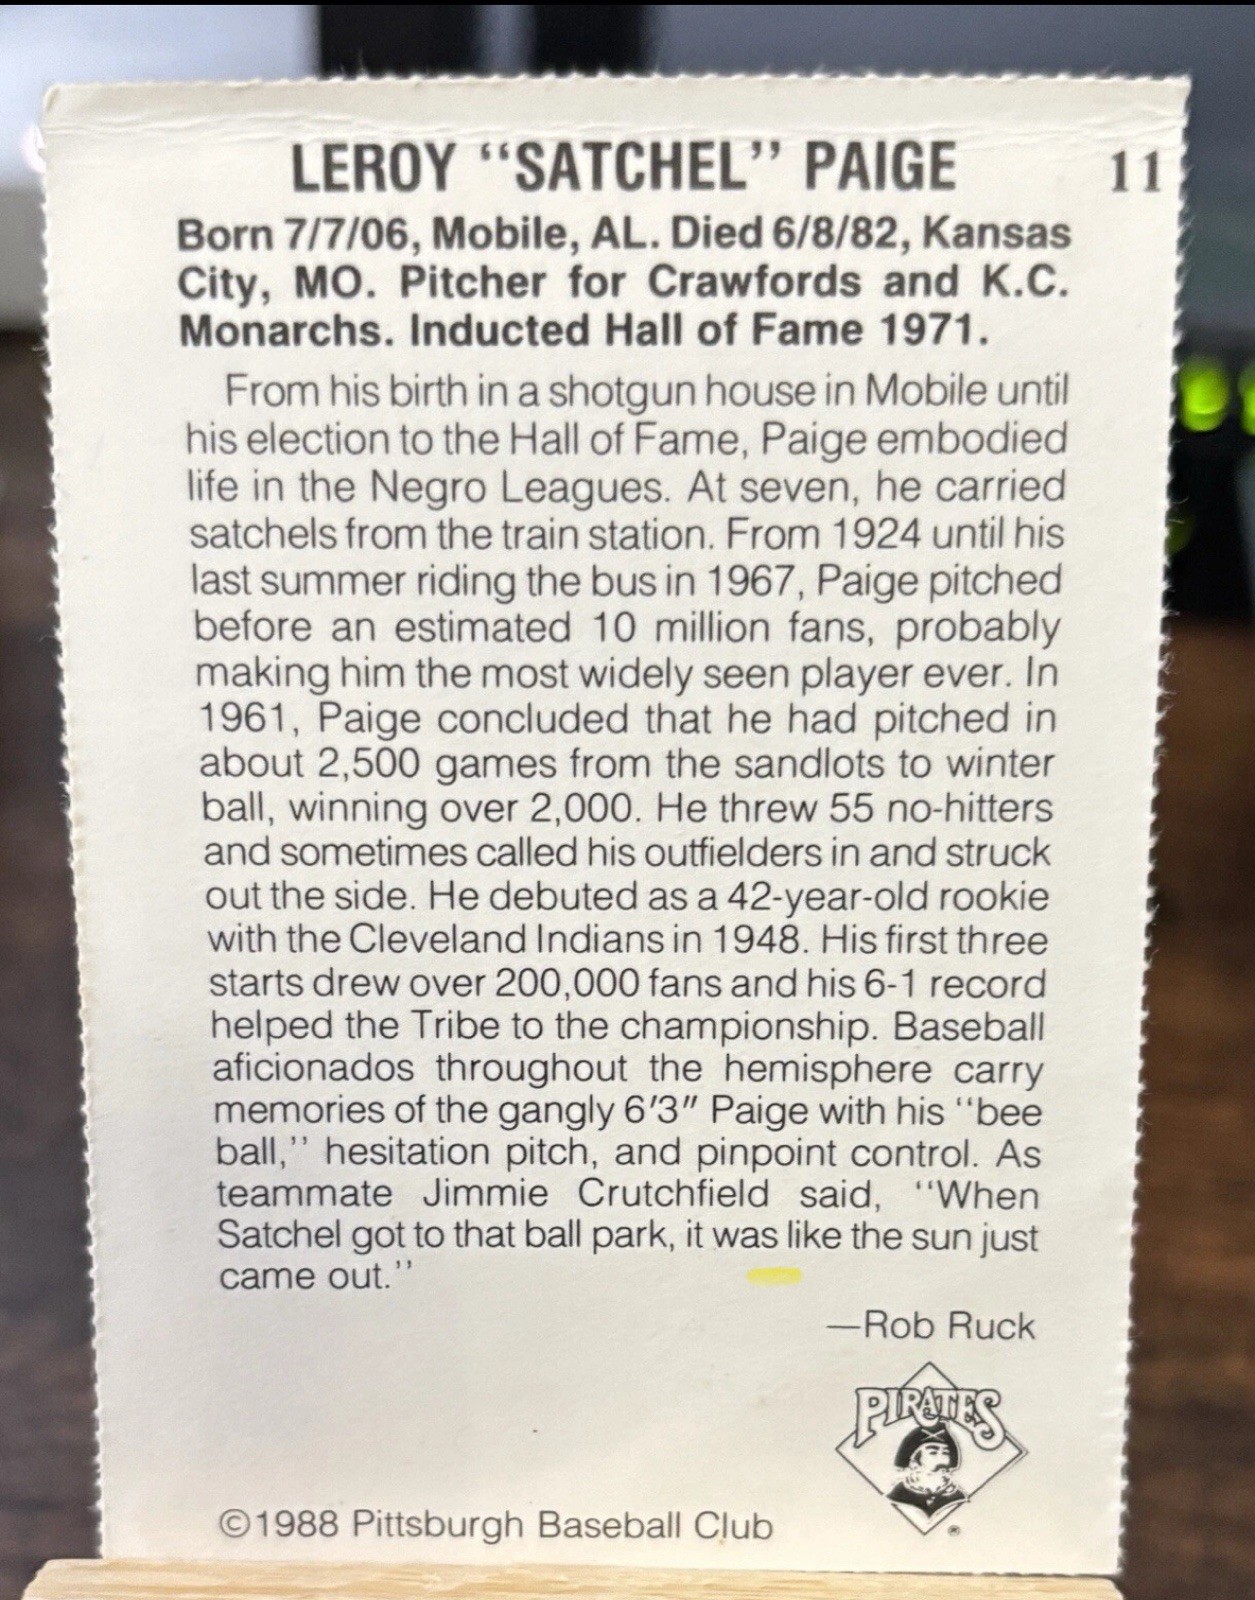 LEROY ‘‘SATCHEL’’ PAIGE 11
Born 7/7/06, Mobile, AL. Died 6/8/82, Kansas
City, MO. Pitcher for Crawfords and K.C.
Monarchs. Inducted Hall of Fame 1971.
From his birth in a shotgun house in Mobile until
his election to the Hall of Fame, Paige embodied
life in the Negro Leagues. At seven, he carried
satchels from the train station. From 1924 until his
last summer riding the bus in 1967, Paige pitched
before an estimated 10 million fans, probably
making him the most widely seen player ever. In
1961, Paige concluded that he had pitched in
about 2,500 games from the sandlots to winter
ball, winning over 2,000. He threw 55 no-hitters
and sometimes called his outfielders in and struck
out the side. He debuted as a 42-year-old rookie
with the Cleveland Indians in 1948. His first three
starts drew over 200,000 fans and his 6-1 record
helped the Tribe to the championship. Baseball
aficionados throughout the hemisphere carry
memories of the gangly 6′3″ Paige with his ‘‘bee
ball,’’ hesitation pitch, and pinpoint control. As
teammate Jimmie Crutchfield said, ‘‘When
Satchel got to that ball park, it was like the sun just
came out.’’
—Rob Ruck
PIRATES
®
©1988 Pittsburgh Baseball Club